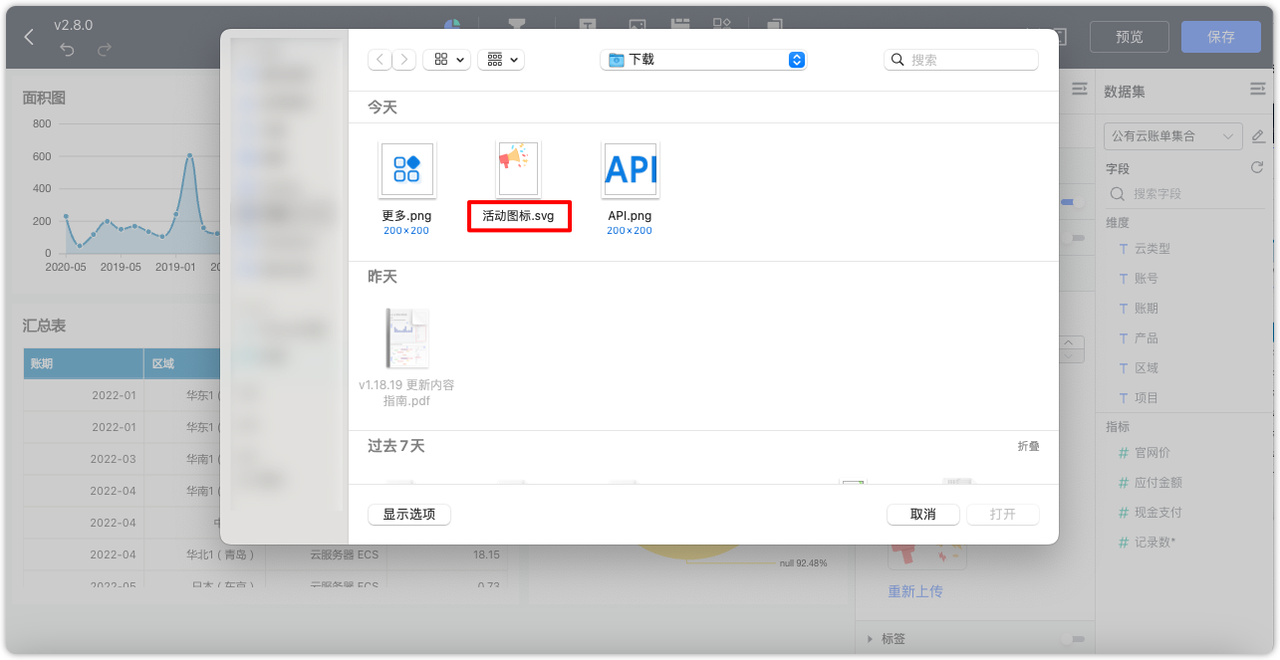 v2.8.0
预览
保存
面积图
800
600
400
200
0
2020-05
2019-05
2019-01
汇总表
账期
区域
2022-01
华东1（
2022-01
华东1（
2022-03
华南1（
2022-04
华南1（
2022-04
2022-04
华北1（青岛）
云服务器 ECS
18.15
2022-05
日本（东京）
云服务器 ECS
0.73
null 92.48%
下载
搜索
今天
更多.png
200×200
活动图标.svg
API
API.png
200×200
昨天
v1.18.19 更新内容
指南.pdf
过去 7 天
折叠
显示选项
取消
打开
重新上传
标签
数据集
公有云账单集合
字段
搜索字段
维度
云类型
账号
账期
产品
区域
项目
指标
官网价
应付金额
现金支付
记录数*